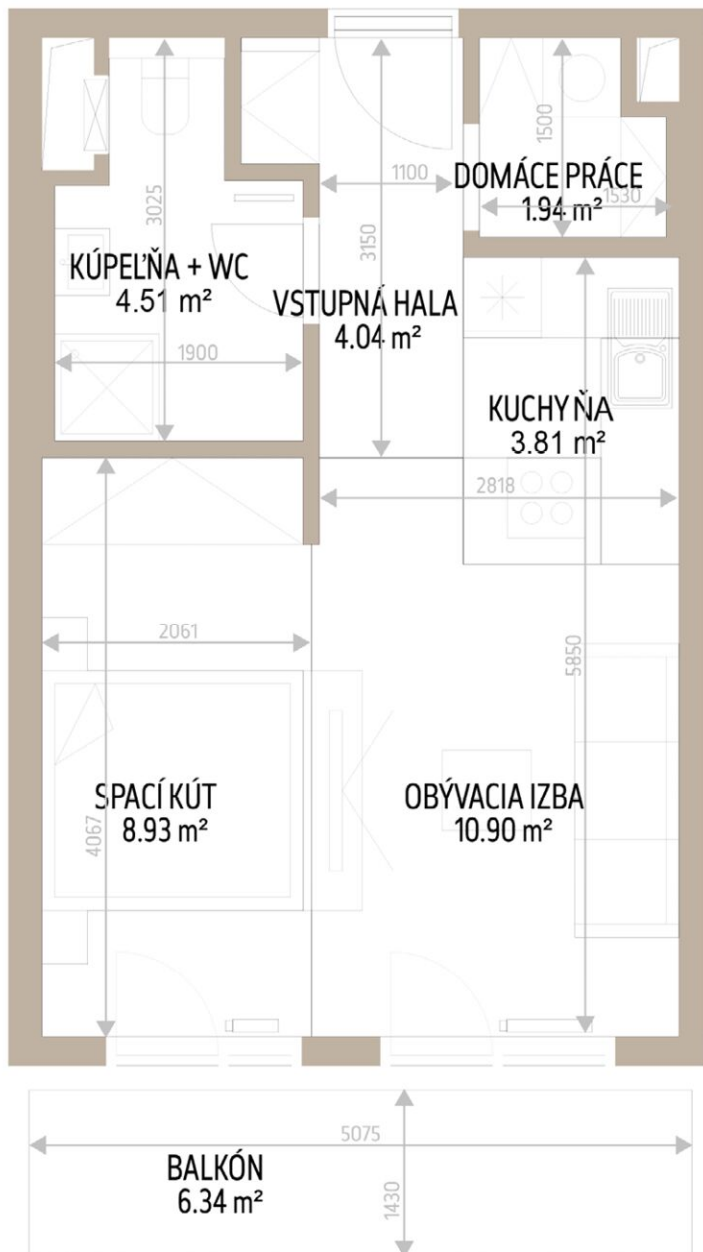 1500
1100
DOMÁCE PRÁCE
1.94 m²
1530
3025
3150
KÚPEĽŇA + WC
4.51 m²
VSTUPNÁ HALA
4.04 m²
1900
KUCHYŇA
3.81 m²
2818
2061
5850
SPACÍ KÚT
8.93 m²
4067
OBÝVACIA IZBA
10.90 m²
5075
BALKÓN
6.34 m²
1430